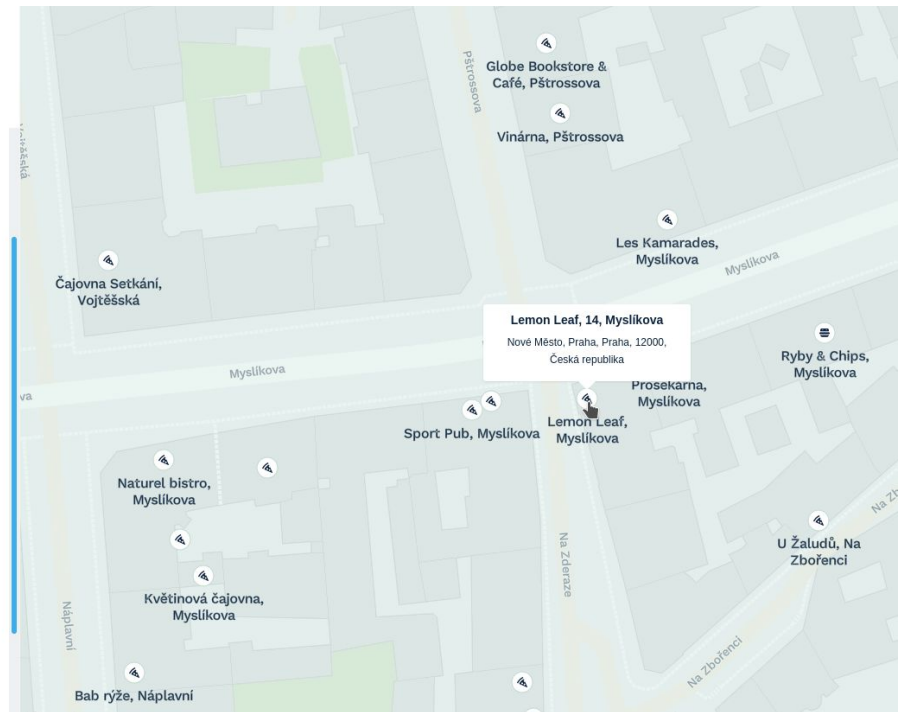 Pštrossova
Globe Bookstore &
Café, Pštrossova
Vinárna, Pštrossova
Vojtěšská
Les Kamarades,
Myslíkova
Myslíkova
Čajovna Setkání,
Vojtěšská
Lemon Leaf, 14, Myslíkova
Nové Město, Praha, Praha, 12000,
Česká republika
Ryby & Chips,
Myslíkova
Myslíkova
Prosekárna,
Myslíkova
va
Lemon Leaf,
Myslíkova
Sport Pub, Myslíkova
Naturel bistro,
Myslíkova
Na Zb
U Žaludů, Na
Zbořenci
Na Zderaze
Květinová čajovna,
Myslíkova
Náplavní
Na Zbořenci
Bab rýže, Náplavní